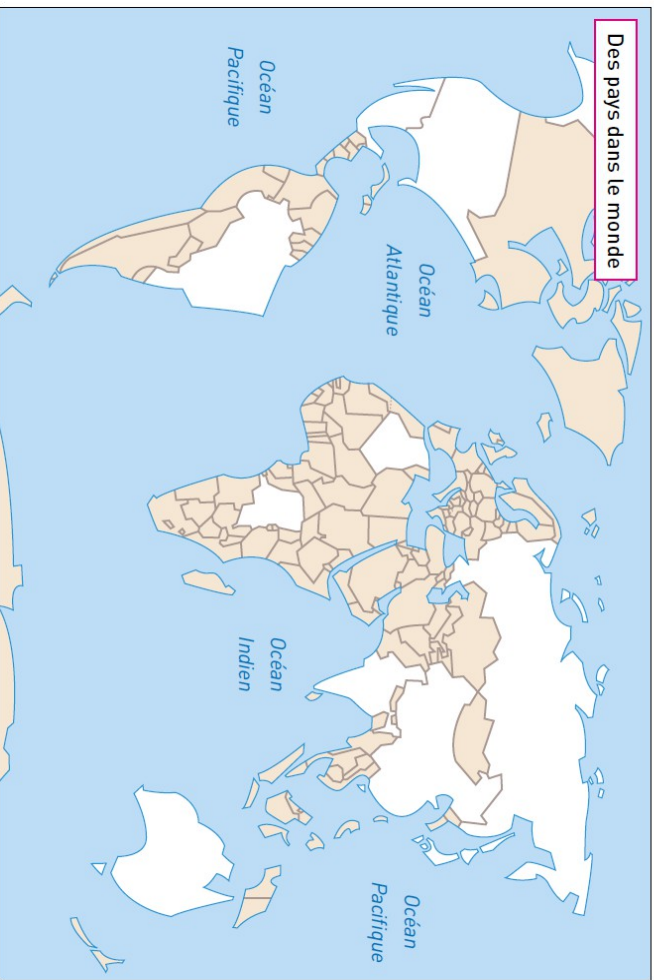 Des pays dans le monde
Océan
Pacifique
Océan
Atlantique
Océan
Indien
Océan
Pacifique